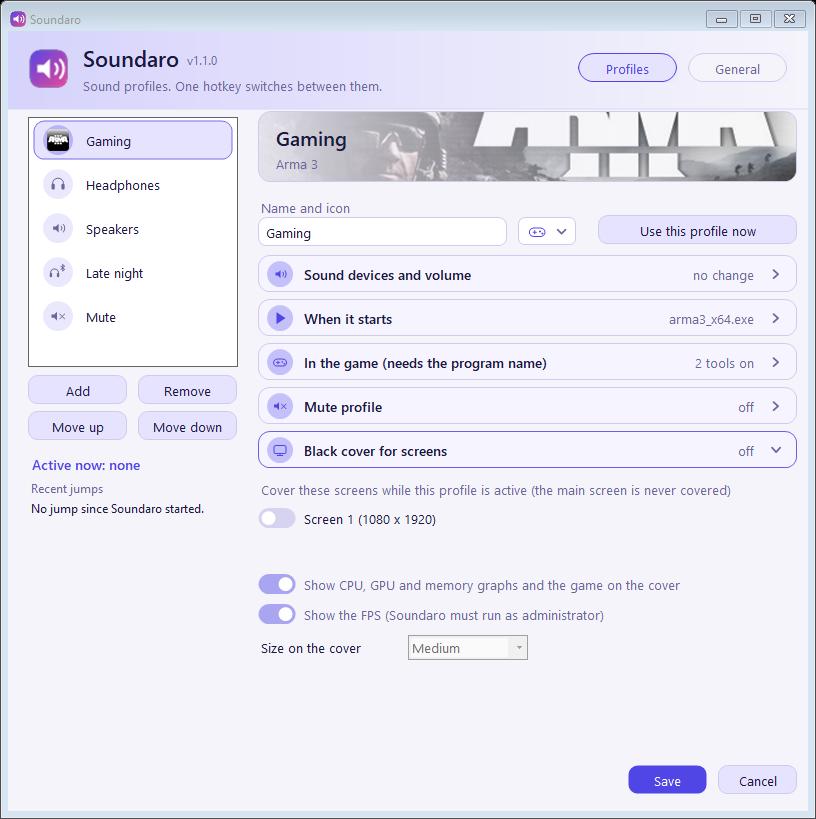 Soundaro
Soundaro v1.1.0
Sound profiles. One hotkey switches between them.
Profiles
General
Gaming
Headphones
Speakers
Late night
Mute
Add
Remove
Move up
Move down
Active now: none
Recent jumps
No jump since Soundaro started.
Gaming
Arma 3
ARMA
III
Name and icon
Gaming
Use this profile now
Sound devices and volume
no change
When it starts
arma3_x64.exe
In the game (needs the program name)
2 tools on
Mute profile
off
Black cover for screens
off
Cover these screens while this profile is active (the main screen is never covered)
Screen 1 (1080 x 1920)
Show CPU, GPU and memory graphs and the game on the cover
Show the FPS (Soundaro must run as administrator)
Size on the cover
Medium
Save
Cancel